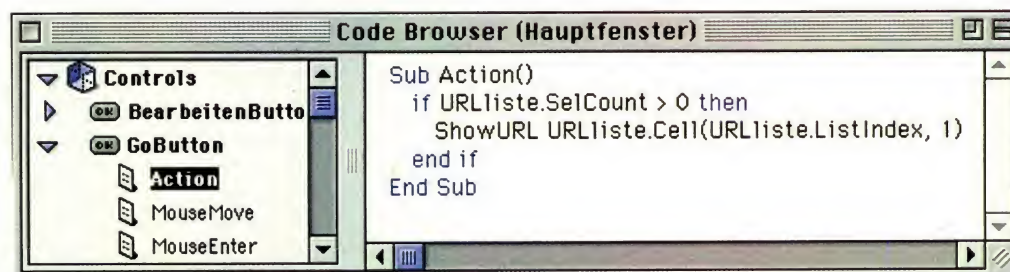 Code Browser (Hauptfenster)
Controls
BearbeitenButto
GoButton
Action
MouseMove
MouseEnter
Sub Action()
if URLliste.SelCount > 0 then
ShowURL URLliste.Cell(URLliste.ListIndex, 1)
end if
End Sub